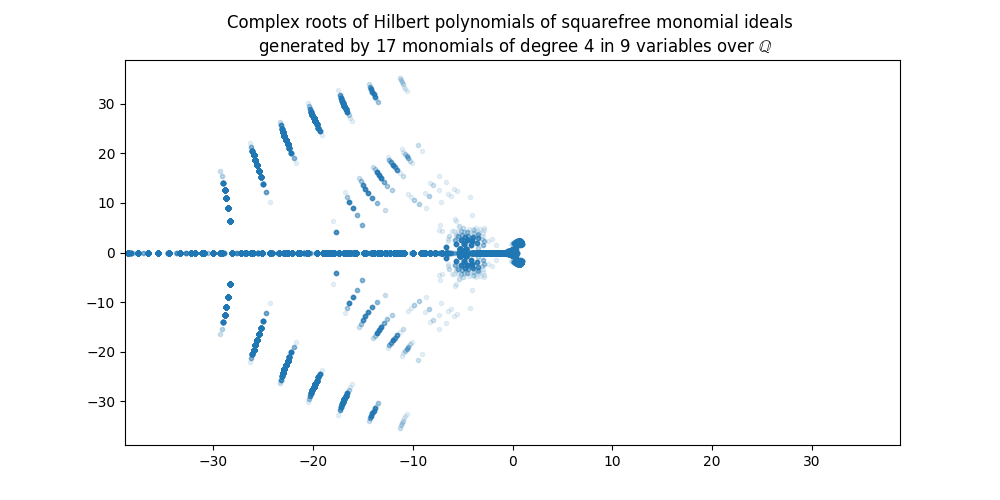 Complex roots of Hilbert polynomials of squarefree monomial ideals
generated by 17 monomials of degree 4 in 9 variables over ℚ
30
20
10
0
−10
−20
−30
−30 −20 −10 0 10 20 30